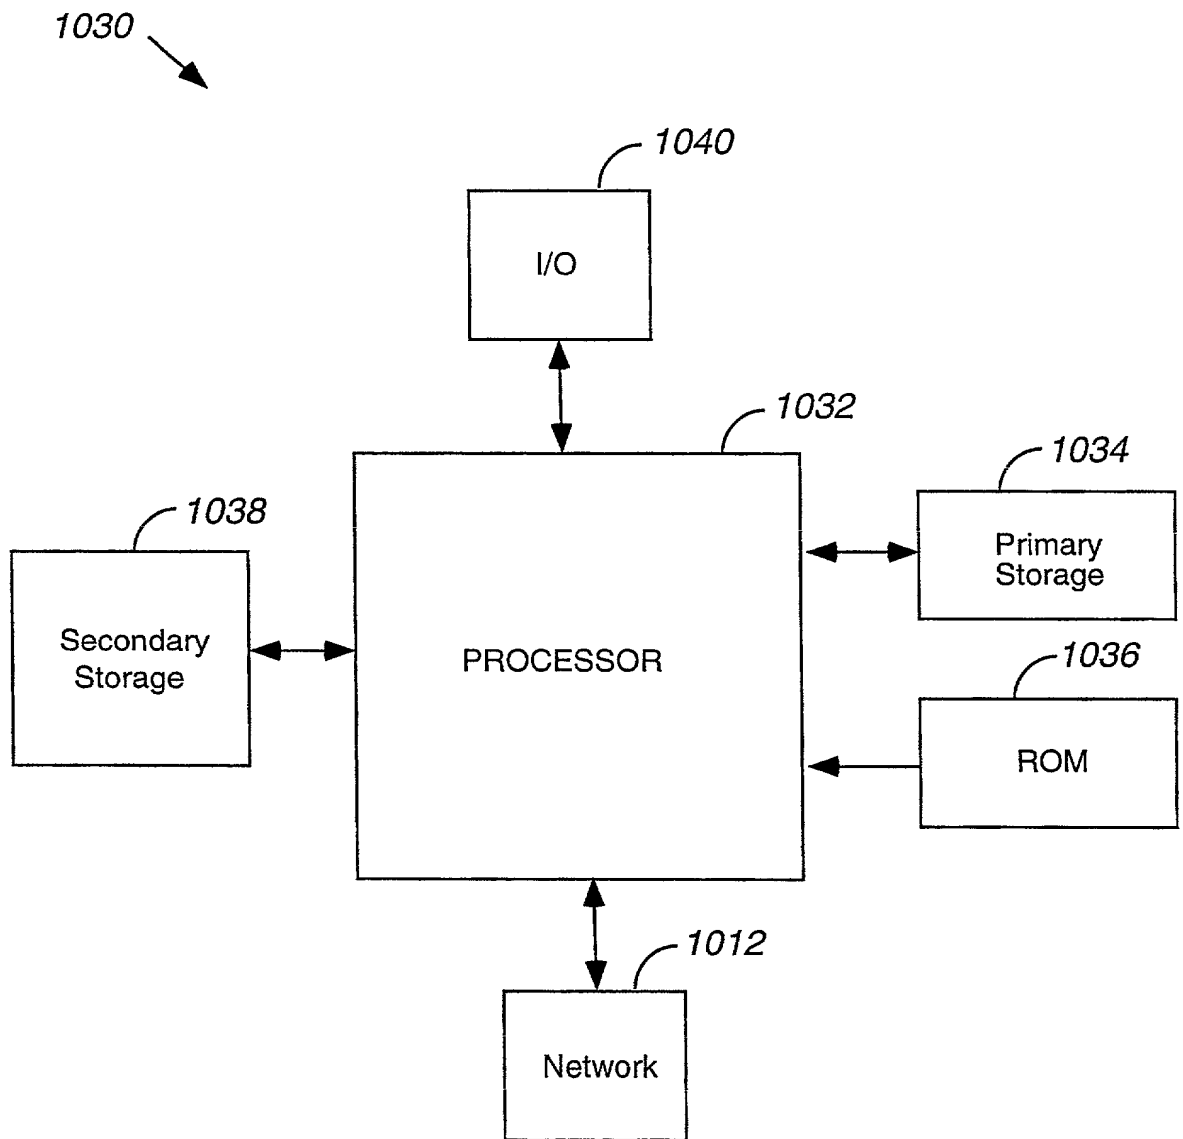 1030
1040
I/O
1032
1034
Primary
Storage
1038
Secondary
Storage
PROCESSOR
1036
ROM
1012
Network